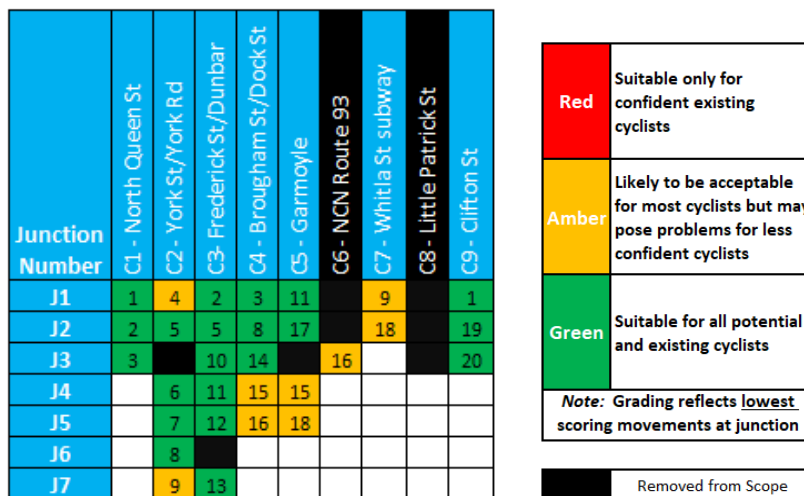 Junction Number
C1 - North Queen St
C2 - York St/York Rd
C3- Frederick St/Dunbar
C4 - Brougham St/Dock St
C5 - Garmoyle
C6 - NCN Route 93
C7 - Whitla St subway
C8 - Little Patrick St
C9 - Clifton St
J1 1 4 2 3 11 9 1
J2 2 5 5 8 17 18 19
J3 3 10 14 16 20
J4 6 11 15 15
J5 7 12 16 18
J6 8
J7 9 13
Red
Suitable only for
confident existing
cyclists
Amber
Likely to be acceptable
for most cyclists but may
pose problems for less
confident cyclists
Green
Suitable for all potential
and existing cyclists
Note: Grading reflects lowest
scoring movements at junction
Removed from Scope